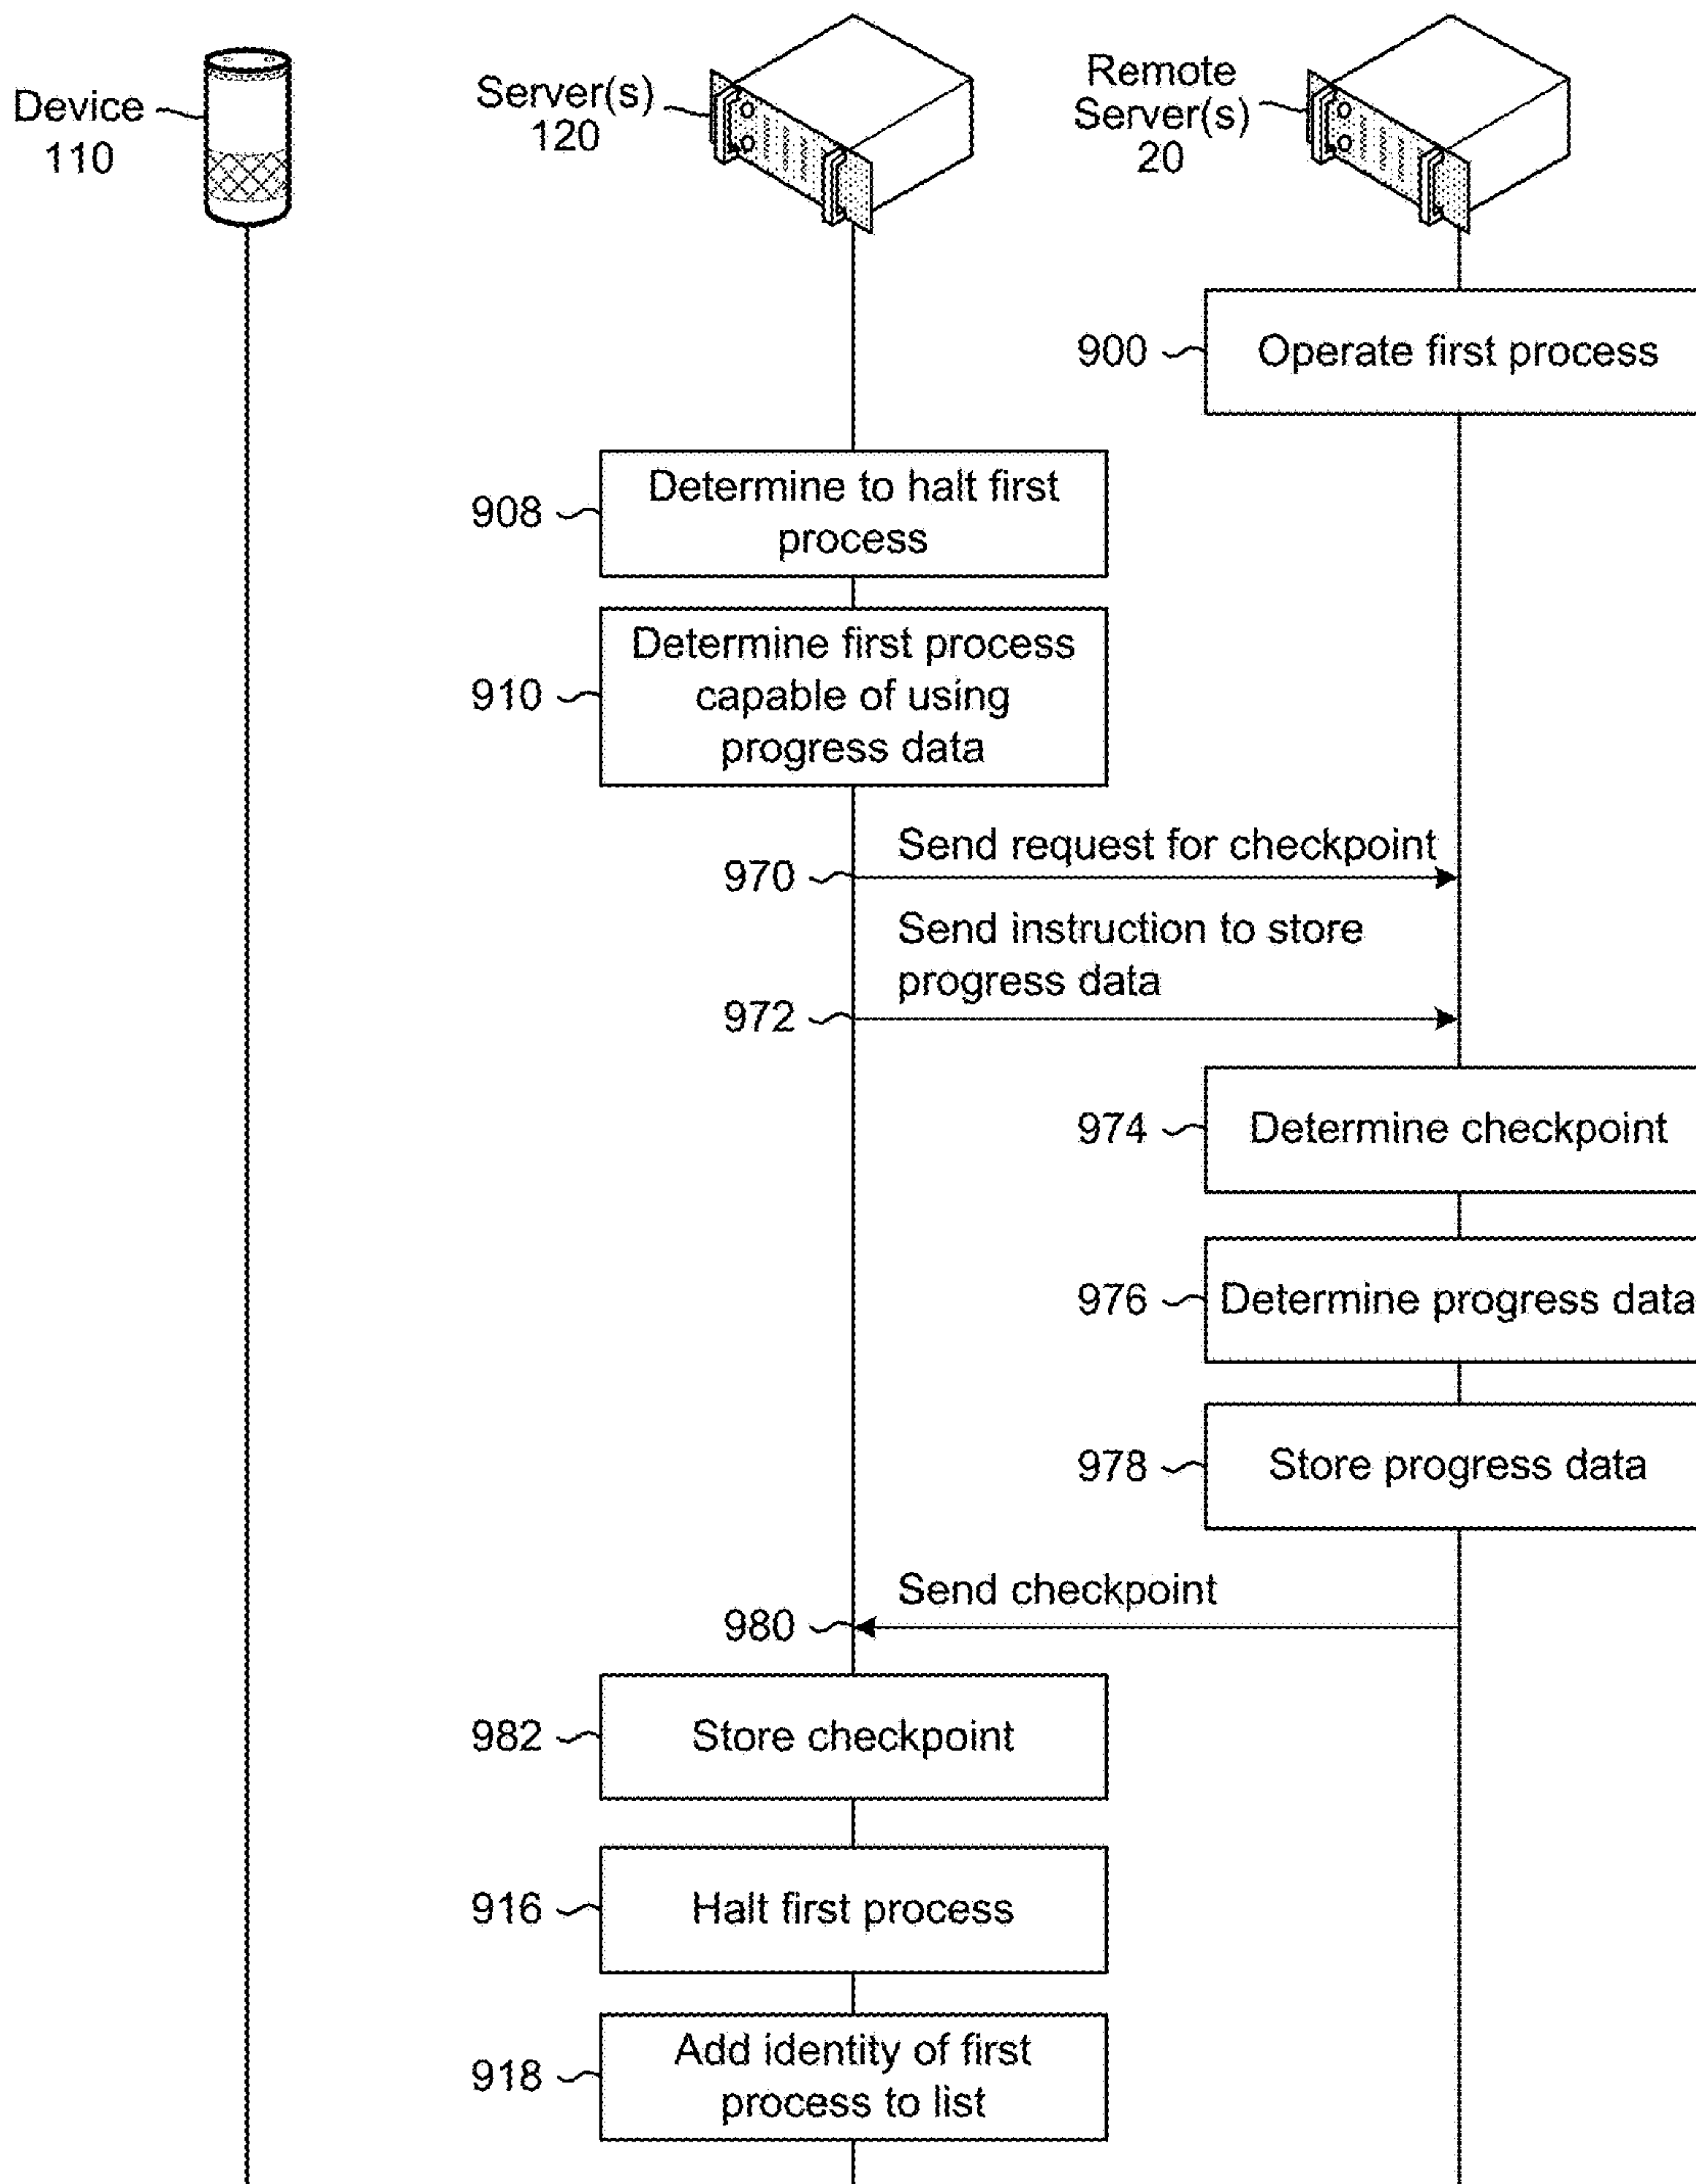 Device
110
Server(s)
120
Remote
Server(s)
20
900
Operate first process
908
Determine to halt first
process
910
Determine first process
capable of using
progress data
Send request for checkpoint
970
Send instruction to store
progress data
972
974
Determine checkpoint
976
Determine progress data
978
Store progress data
Send checkpoint
980
982
Store checkpoint
916
Halt first process
918
Add identity of first
process to list